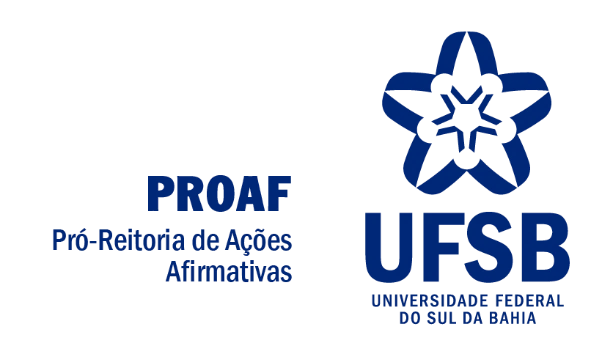 PROAF
Pró-Reitoria de Ações
Afirmativas
UFSB
UNIVERSIDADE FEDERAL
DO SUL DA BAHIA